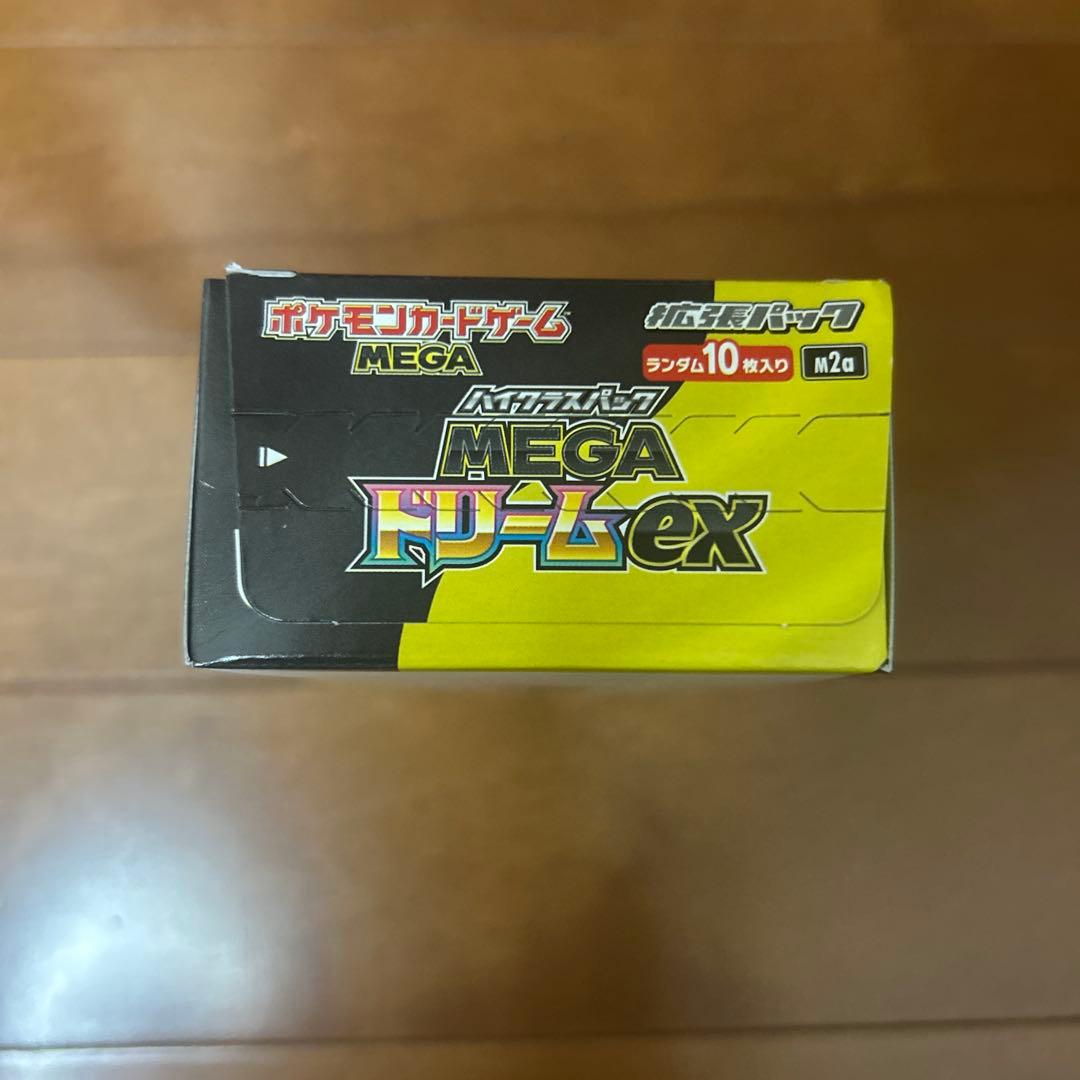 ポケモンカードゲーム™
MEGA
拡張パック
ランダム10枚入り M2a
ハイクラスパック
MEGA
ドリームex